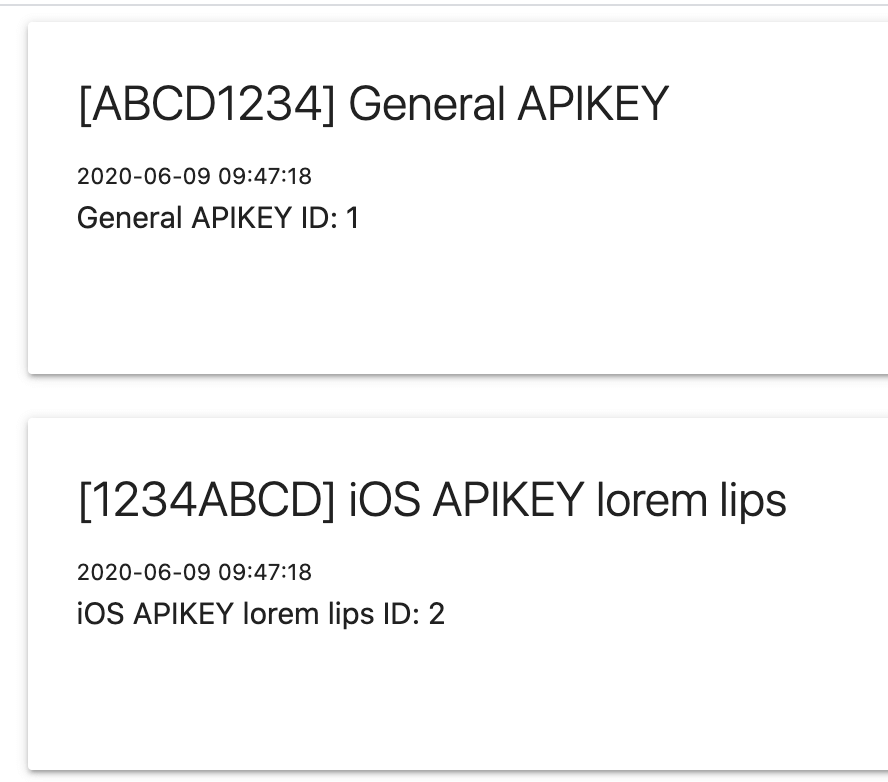 [ABCD1234] General APIKEY
2020-06-09 09:47:18
General APIKEY ID: 1
[1234ABCD] iOS APIKEY lorem lips
2020-06-09 09:47:18
iOS APIKEY lorem lips ID: 2